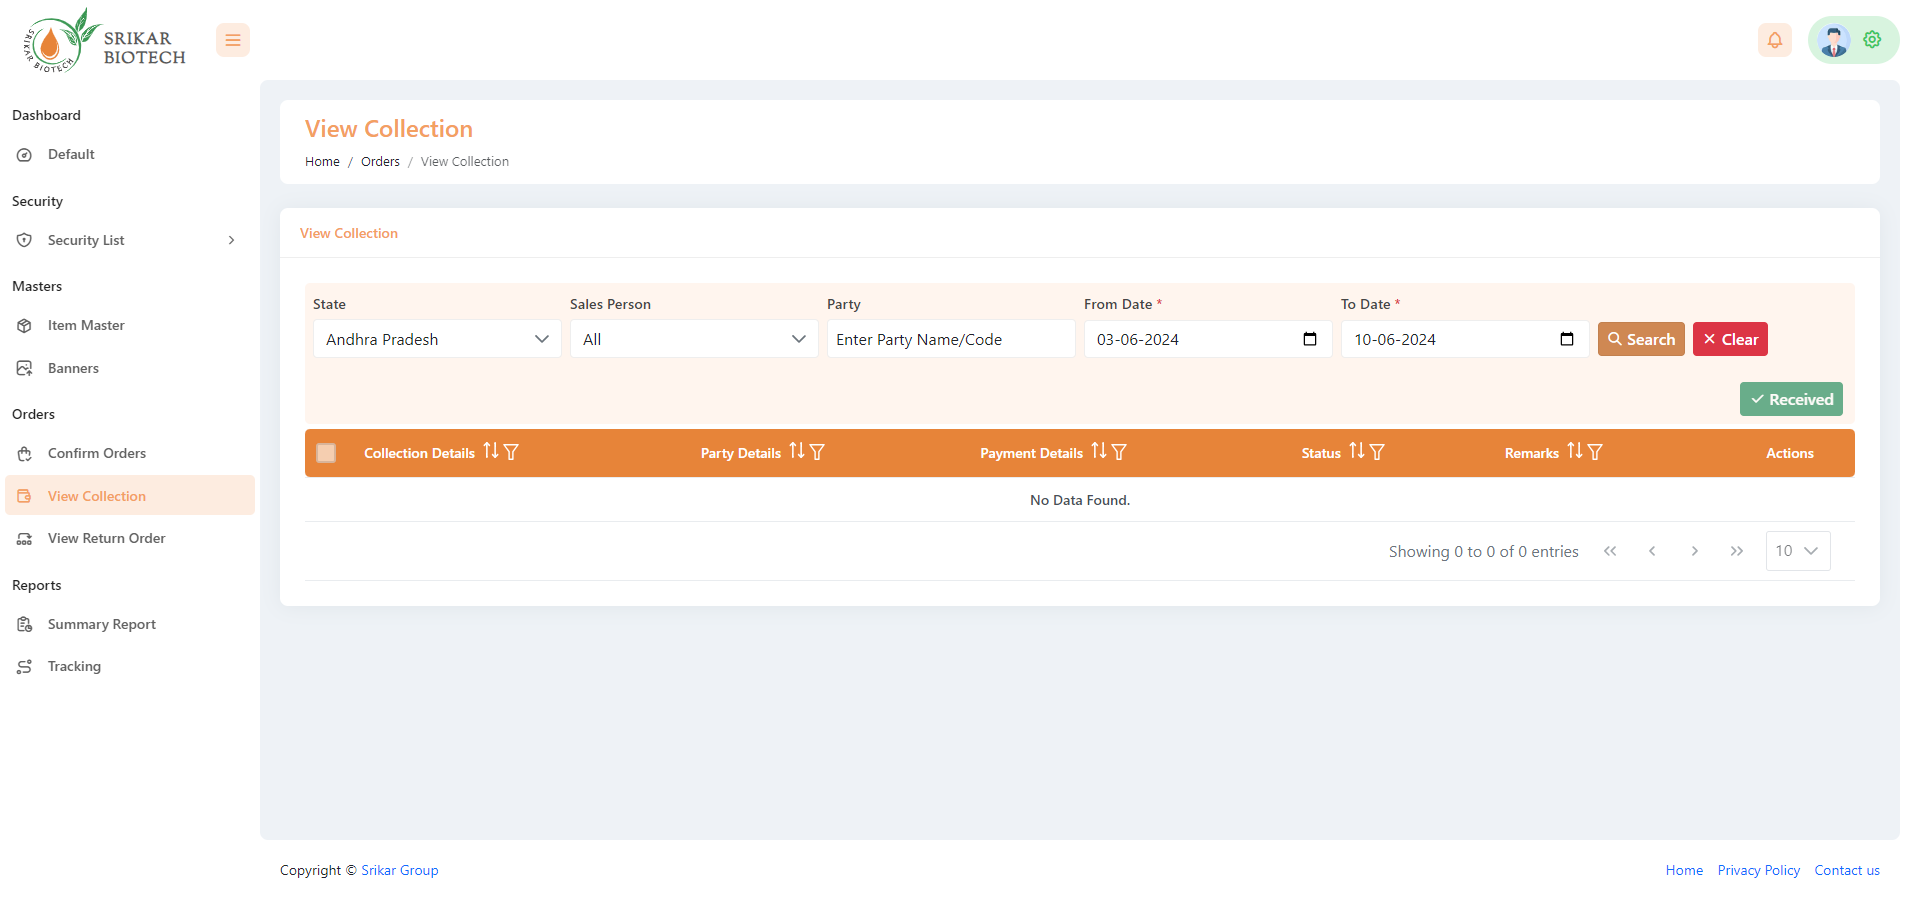 SRIKAR BIOTECH
SRIKAR
BIOTECH
Dashboard
Default
Security
Security List
Masters
Item Master
Banners
Orders
Confirm Orders
View Collection
View Return Order
Reports
Summary Report
Tracking
View Collection
Home / Orders / View Collection
View Collection
State Sales Person Party From Date * To Date *
Andhra Pradesh All Enter Party Name/Code 03-06-2024 10-06-2024 Search Clear
Received
Collection Details Party Details Payment Details Status Remarks Actions
No Data Found.
Showing 0 to 0 of 0 entries 10
Copyright © Srikar Group Home Privacy Policy Contact us